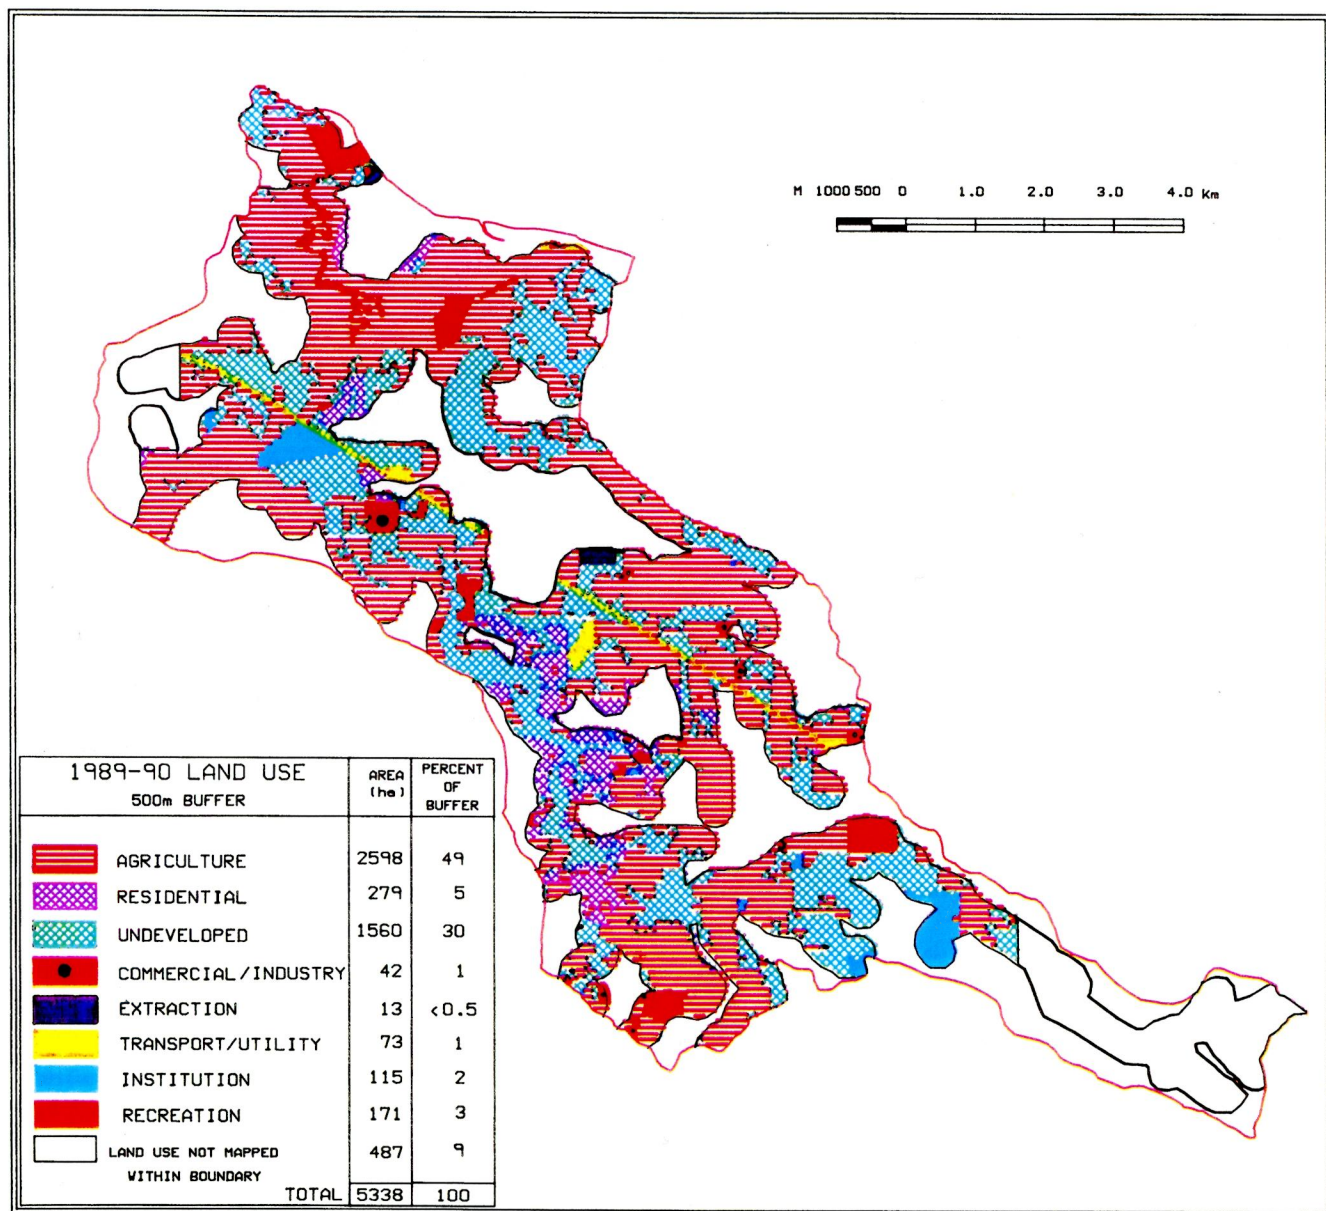 M 1000 500 0 1.0 2.0 3.0 4.0 Km
1989-90 LAND USE
500m BUFFER
AREA
(ha)
PERCENT
OF
BUFFER
AGRICULTURE 2598 49
RESIDENTIAL 279 5
UNDEVELOPED 1560 30
COMMERCIAL/INDUSTRY 42 1
EXTRACTION 13 <0.5
TRANSPORT/UTILITY 73 1
INSTITUTION 115 2
RECREATION 171 3
LAND USE NOT MAPPED
WITHIN BOUNDARY 487 9
TOTAL 5338 100